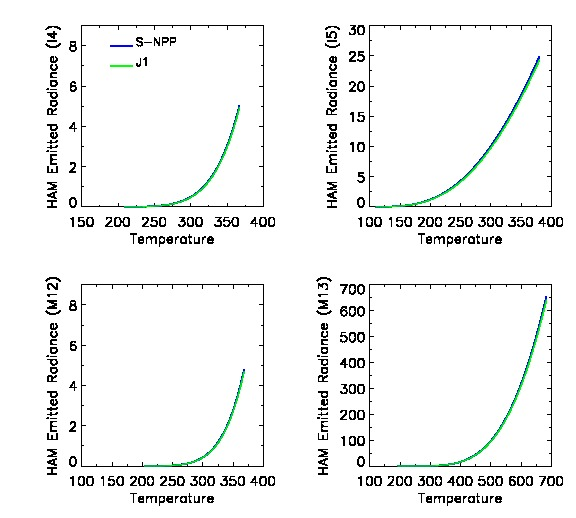 HAM Emitted Radiance (I4)
8
6
4
2
0
S-NPP
J1
150 200 250 300 350 400
Temperature
HAM Emitted Radiance (I5)
30
25
20
15
10
5
0
100 200 300 400
Temperature
HAM Emitted Radiance (M12)
8
6
4
2
0
100 150 200 250 300 350 400
Temperature
HAM Emitted Radiance (M13)
700
600
500
400
300
200
100
0
100 200 300 400 500 600 700
Temperature